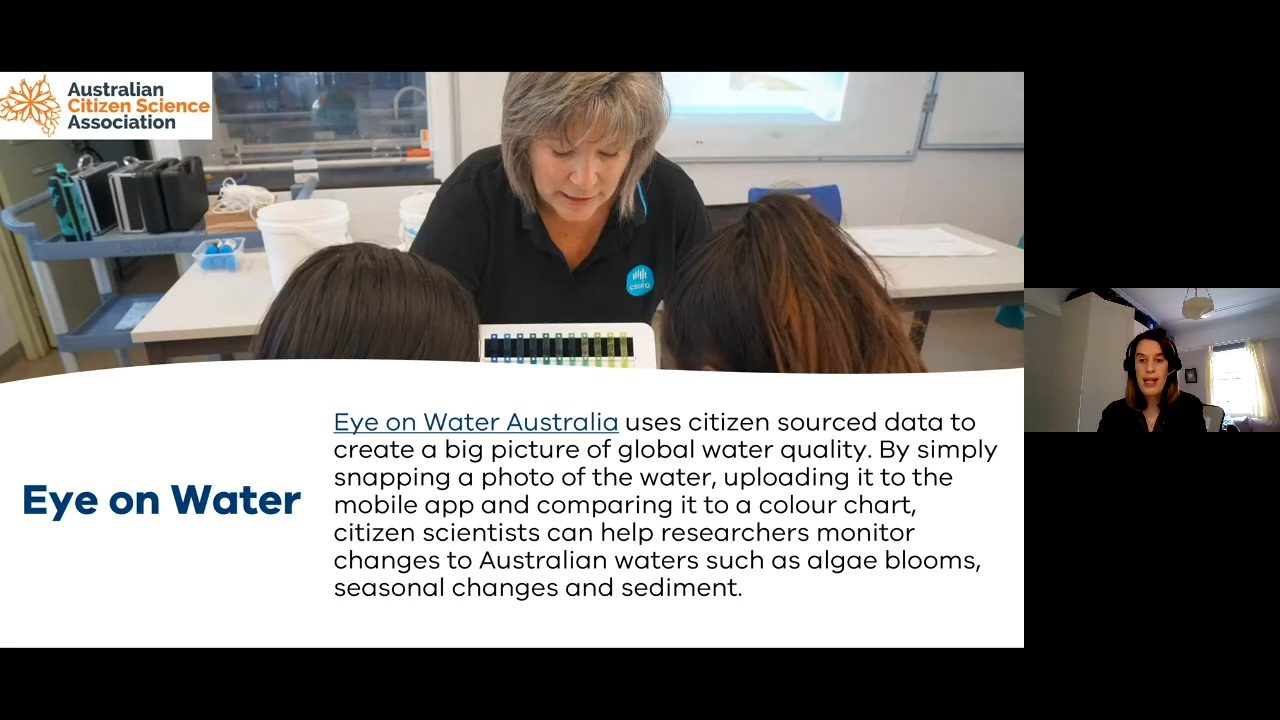 Australian
Citizen Science
Association
CSIRO
Eye on Water
Eye on Water Australia uses citizen sourced data to
create a big picture of global water quality. By simply
snapping a photo of the water, uploading it to the
mobile app and comparing it to a colour chart,
citizen scientists can help researchers monitor
changes to Australian waters such as algae blooms,
seasonal changes and sediment.